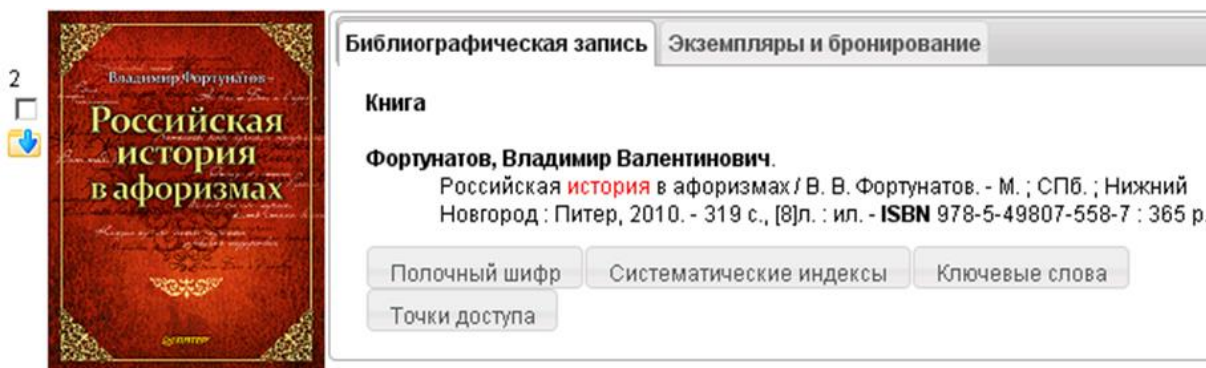 2
Владимир Фортунатов
Российская
история
в афоризмах
ПИТЕР
Библиографическая запись
Экземпляры и бронирование
Книга
Фортунатов, Владимир Валентинович.
Российская история в афоризмах / В. В. Фортунатов. - М. ; СПб. ; Нижний
Новгород : Питер, 2010. - 319 с., [8]л. : ил. - ISBN 978-5-49807-558-7 : 365 р.
Полочный шифр
Систематические индексы
Ключевые слова
Точки доступа